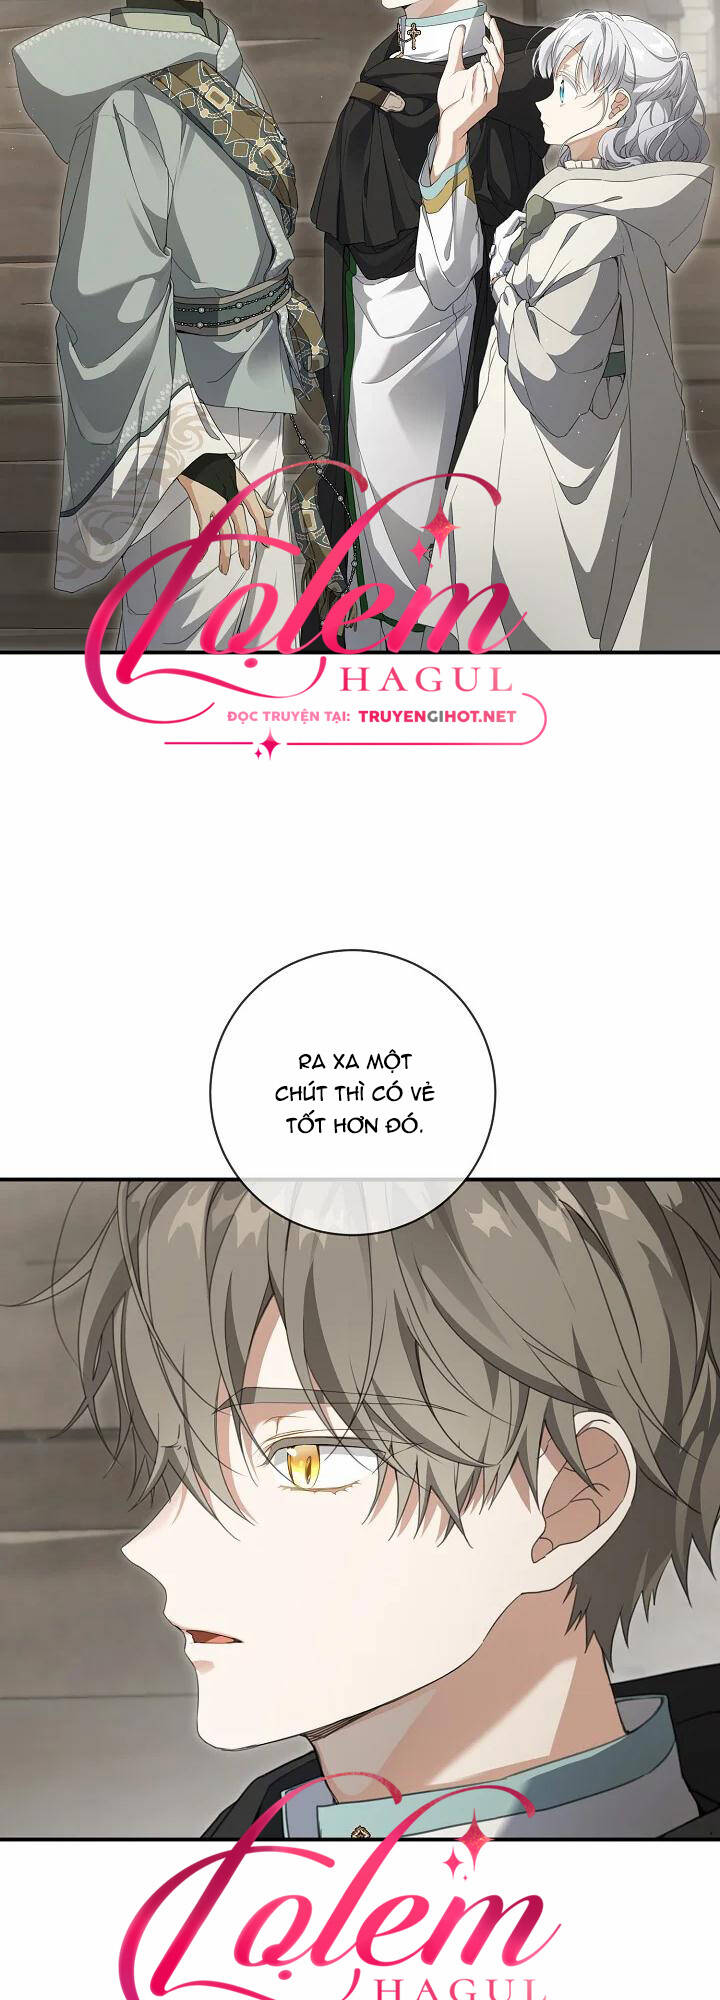 Lọlem
HAGUL
ĐỌC TRUYỆN TẠI: TRUYENGIHOT.NET
RA XA MỘT
CHÚT THÌ CÓ VẺ
TỐT HƠN ĐÓ.
Lọlem
HAGUL